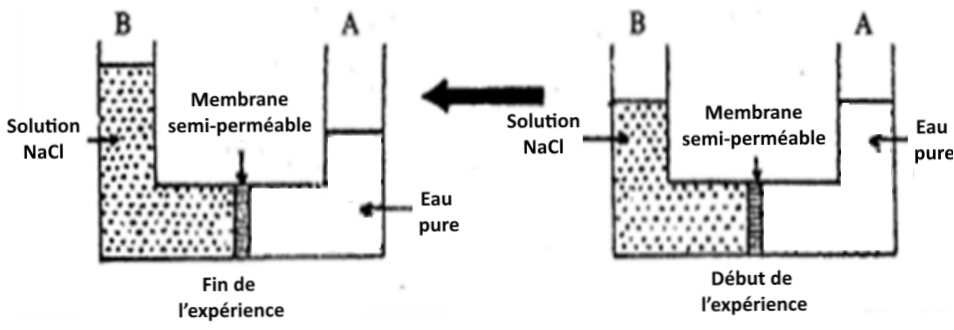 B
A
Solution
NaCl
Membrane
semi-perméable
Eau
pure
Fin de
l'expérience
B
A
Solution
NaCl
Membrane
semi-perméable
Eau
pure
Début de
l'expérience